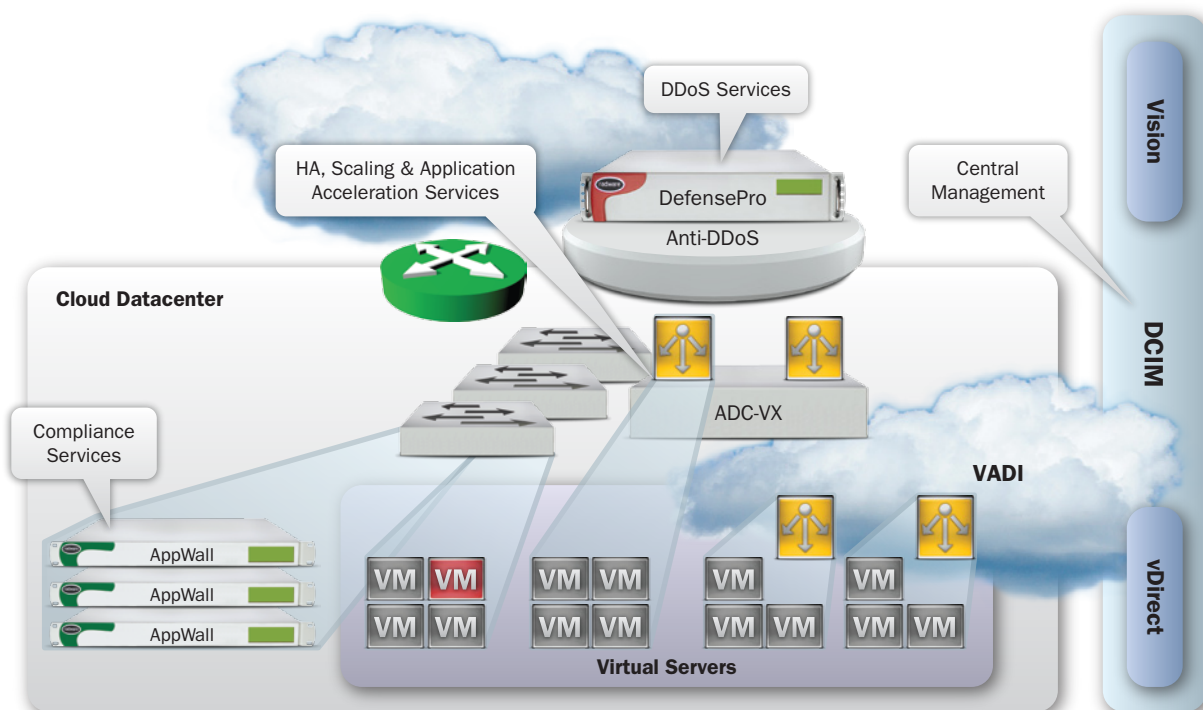 DDoS Services
HA, Scaling & Application
Acceleration Services
radware
DefensePro
Anti-DDoS
Central
Management
Vision
DCIM
vDirect
Cloud Datacenter
ADC-VX
VADI
Compliance
Services
AppWall
AppWall
AppWall
VM VM VM VM VM VM
VM VM VM VM VM VM VM VM
Virtual Servers